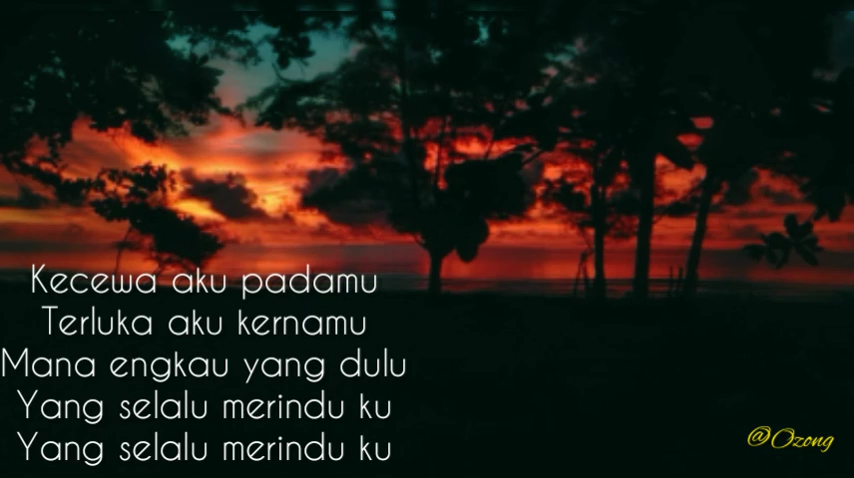 Kecewa aku padamu
Terluka aku kernamu
Mana engkau yang dulu
Yang selalu merindu ku
Yang selalu merindu ku
@Ozong